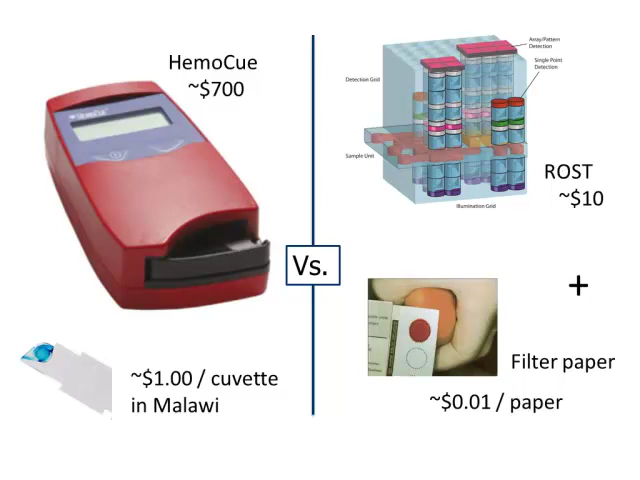 HemoCue
~$700
~$1.00 / cuvette
in Malawi
Vs.
Array/Pattern
Detection
Single Point
Detection
Detection Grid
Sample Unit
Illumination Grid
ROST
~$10
+
Filter paper
~$0.01 / paper